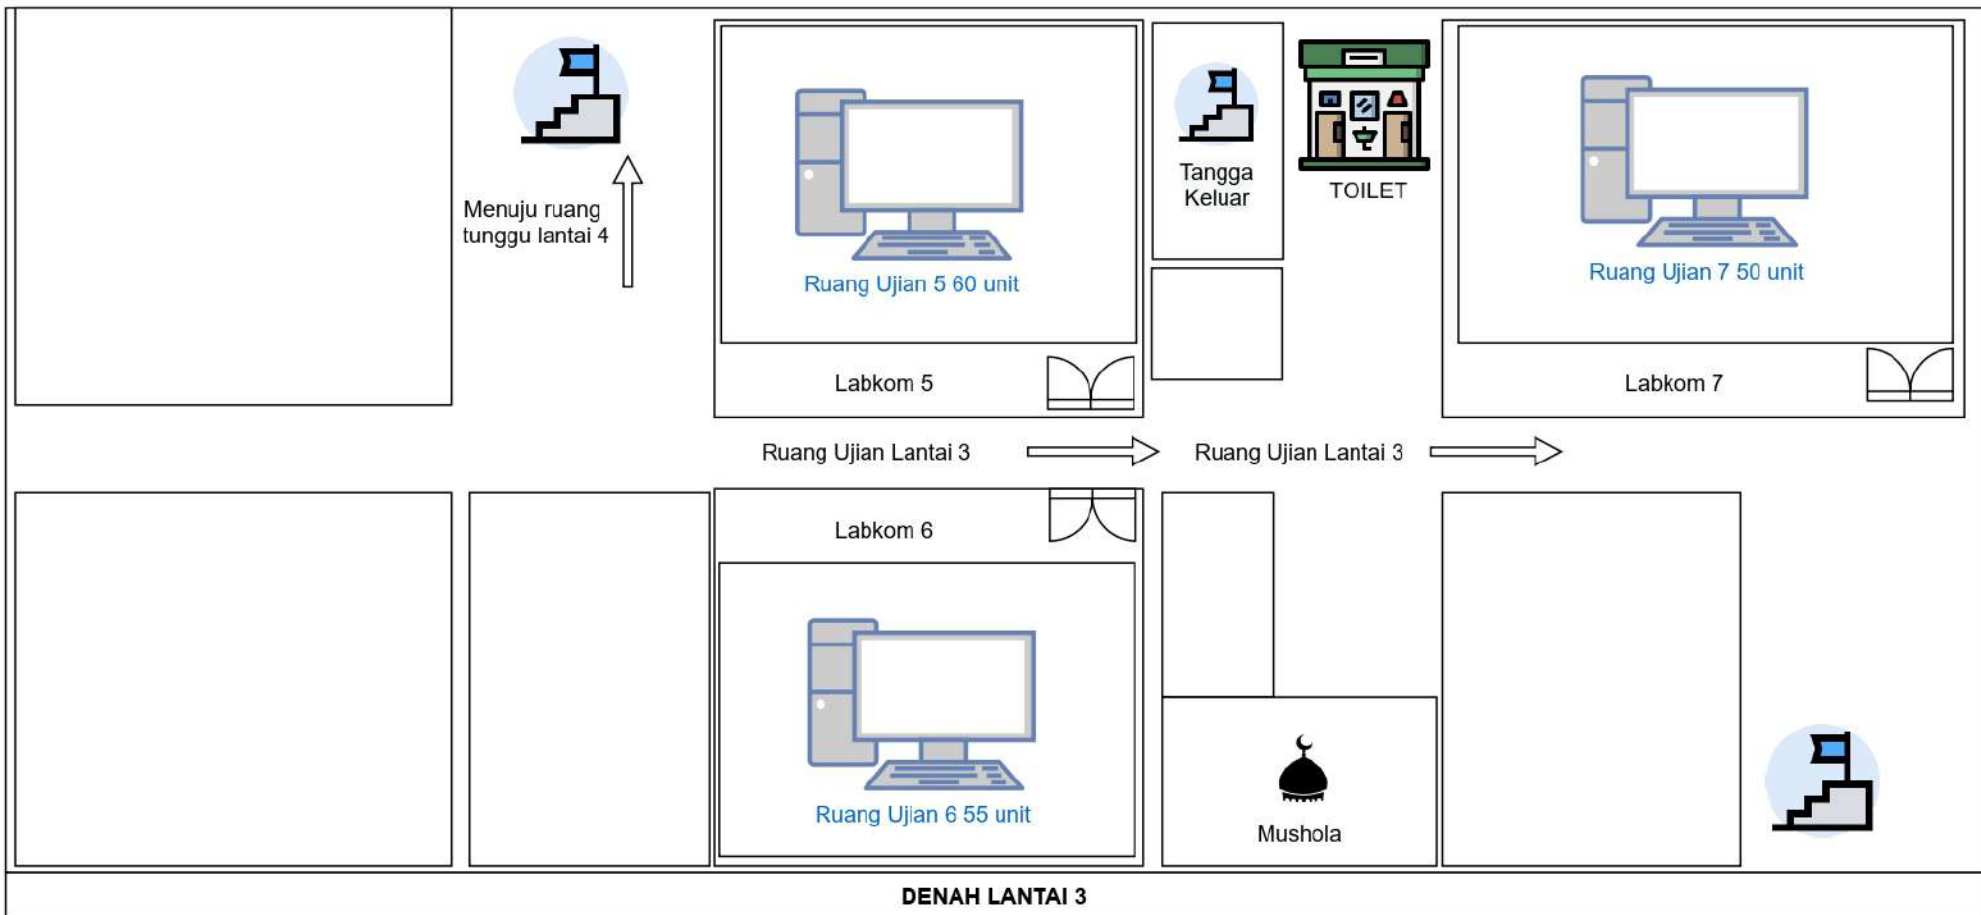 Menuju ruang
tunggu lantai 4
Ruang Ujian 5 60 unit
Labkom 5
Tangga
Keluar
TOILET
Ruang Ujian 7 50 unit
Labkom 7
Ruang Ujian Lantai 3
Ruang Ujian Lantai 3
Labkom 6
Ruang Ujian 6 55 unit
Mushola
DENAH LANTAI 3